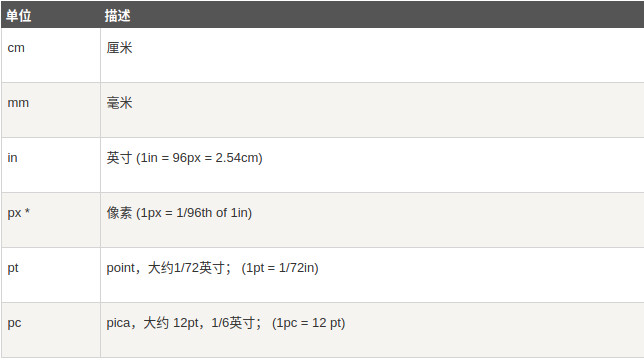 单位 描述
cm 厘米
mm 毫米
in 英寸 (1in = 96px = 2.54cm)
px * 像素 (1px = 1/96th of 1in)
pt point，大约1/72英寸； (1pt = 1/72in)
pc pica，大约 12pt，1/6英寸； (1pc = 12 pt)